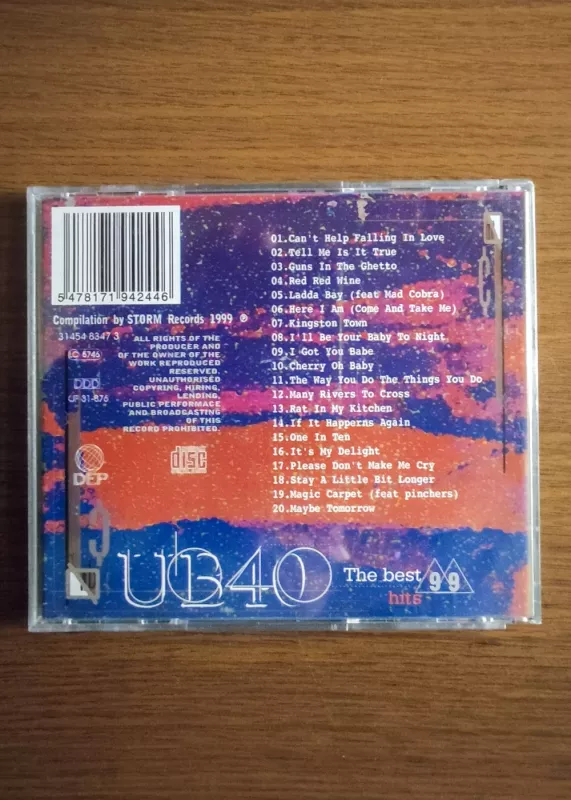 5 478171 942446
Compilation by STORM Records 1999 ℗
31454 8347 3
LC 5746
DDD
UF 31-876
ALL RIGHTS OF THE
PRODUCER AND
OF THE OWNER OF THE
WORK REPRODUCED
RESERVED.
UNAUTHORISED
COPYRING, HIRING,
LENDING,
PUBLIC PERFORMACE
AND BROADCASTING
OF THIS
RECORD PROHIBITED.
DEP
COMPACT
disc
01.Can't Help Falling In Love
02.Tell Me Is It True
03.Guns In The Ghetto
04.Red Red Wine
05.Ladda Bay (feat Mad Cobra)
06.Here I Am (Come And Take Me)
07.Kingston Town
08.I'll Be Your Baby To Night
09.I Got You Babe
10.Cherry Oh Baby
11.The Way You Do The Things You Do
12.Many Rivers To Cross
13.Rat In My Kitchen
14.If It Happerns Again
15.One In Ten
16.It's My Delight
17.Please Don't Make Me Cry
18.Stay A Little Bit Longer
19.Magic Carpet (feat pinchers)
20.Maybe Tomorrow
UB40
The best 99
hits